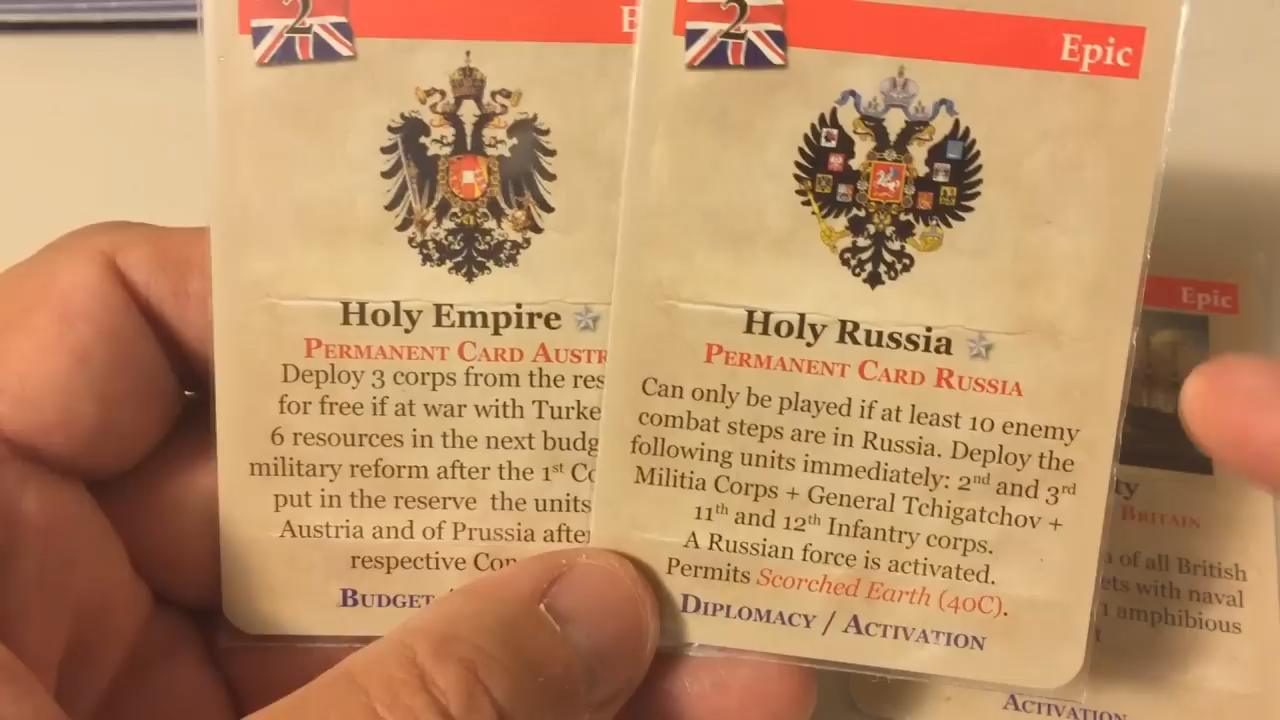 2
Holy Empire
Permanent Card Austr
Deploy 3 corps from the res
for free if at war with Turke
6 resources in the next budg
military reform after the 1st Co
put in the reserve the units
Austria and of Prussia after
respective Con
Budget /
2
Epic
Holy Russia
Permanent Card Russia
Can only be played if at least 10 enemy
combat steps are in Russia. Deploy the
following units immediately: 2nd and 3rd
Militia Corps + General Tchigatchov +
11th and 12th Infantry corps.
A Russian force is activated.
Permits Scorched Earth (40C).
Diplomacy / Activation
Epic
ty
Britain
of all British
ets with naval
1 amphibious
Activation